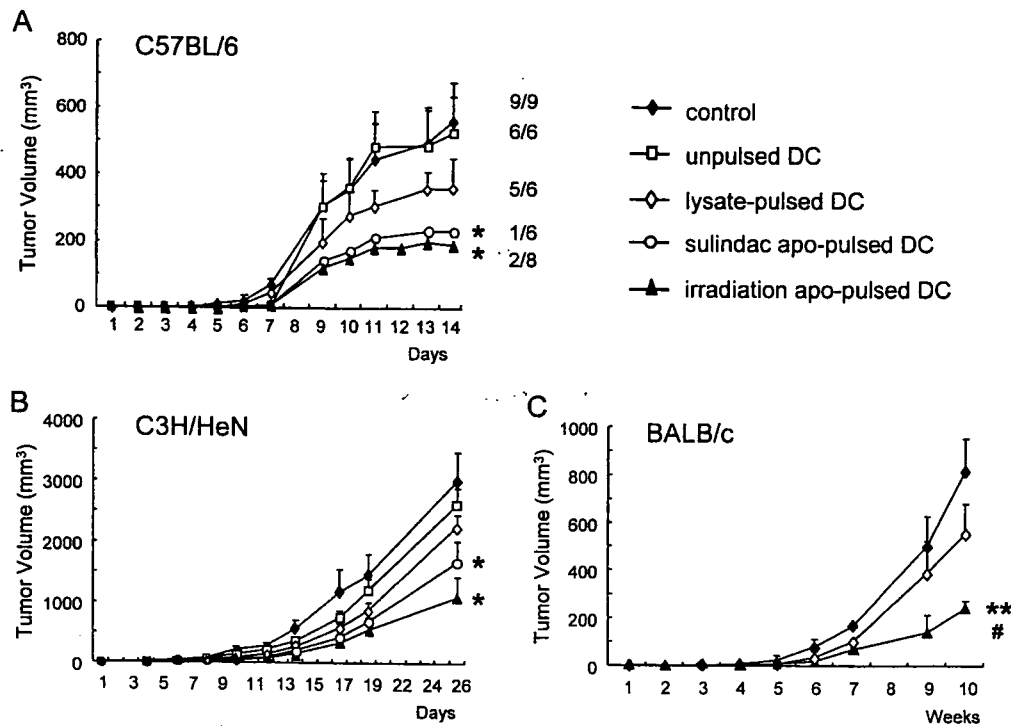 A
C57BL/6
Tumor Volume (mm³)
800
600
400
200
0
1 2 3 4 5 6 7 8 9 10 11 12 13 14
Days
9/9
6/6
5/6
* 1/6
* 2/8
control
unpulsed DC
lysate-pulsed DC
sulindac apo-pulsed DC
irradiation apo-pulsed DC
B
C3H/HeN
Tumor Volume (mm³)
4000
3000
2000
1000
0
1 3 5 7 9 11 13 15 17 19 22 24 26
Days
*
*
C
BALB/c
Tumor Volume (mm³)
1000
800
600
400
200
0
1 2 3 4 5 6 7 9 10
Weeks
**
#